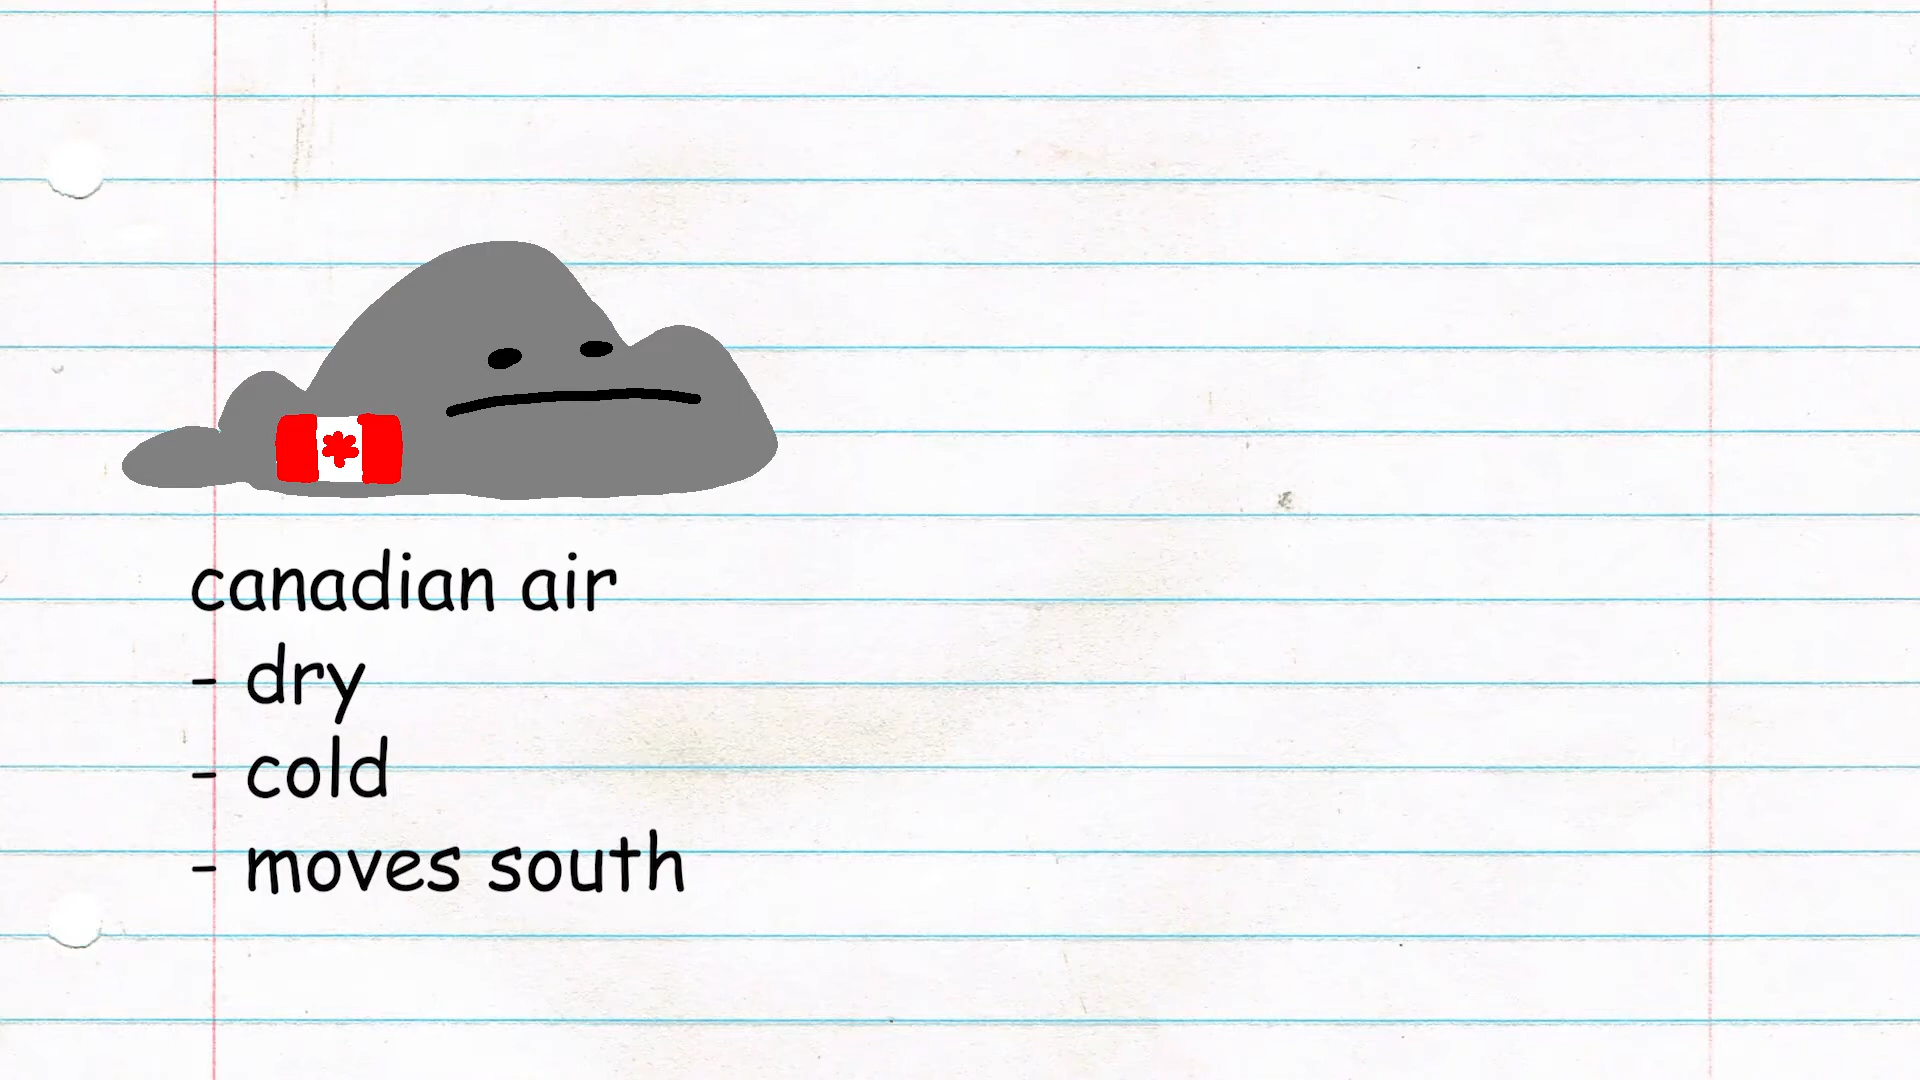 canadian air
- dry
- cold
- moves south